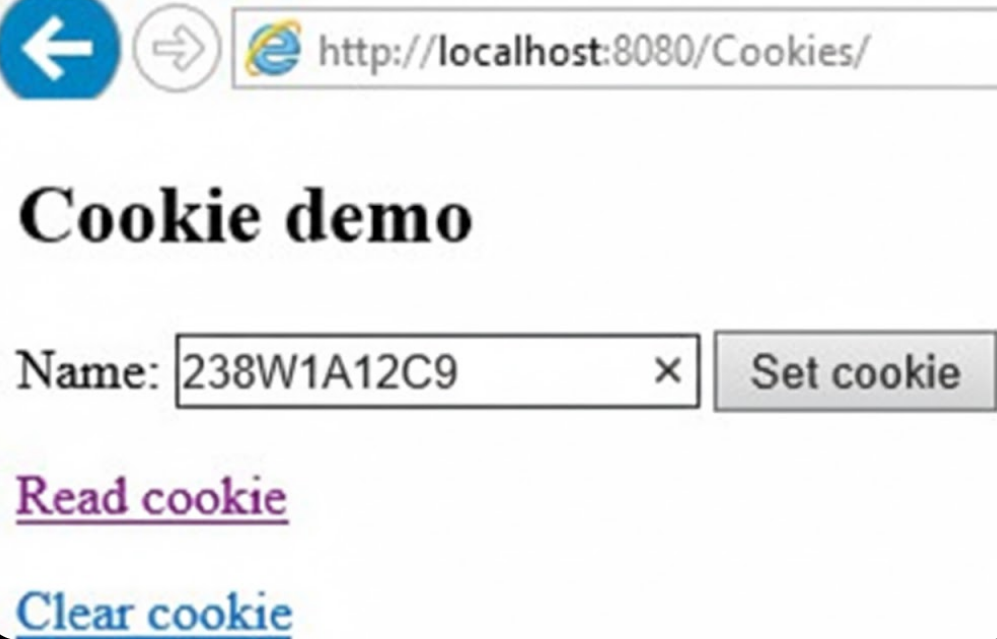 http://localhost:8080/Cookies/
Cookie demo
Name: 238W1A12C9 × Set cookie
Read cookie
Clear cookie